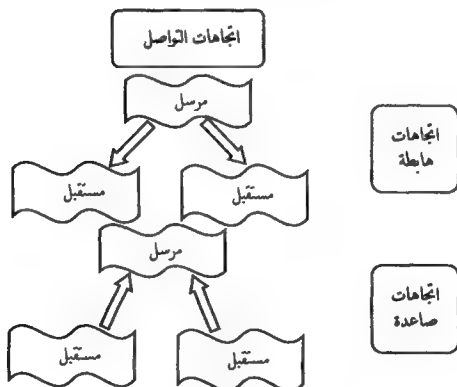 اتجاهات التواصل
مرسل
اتجاهات
هابطة
مستقبل
مستقبل
مرسل
اتجاهات
صاعدة
مستقبل
مستقبل